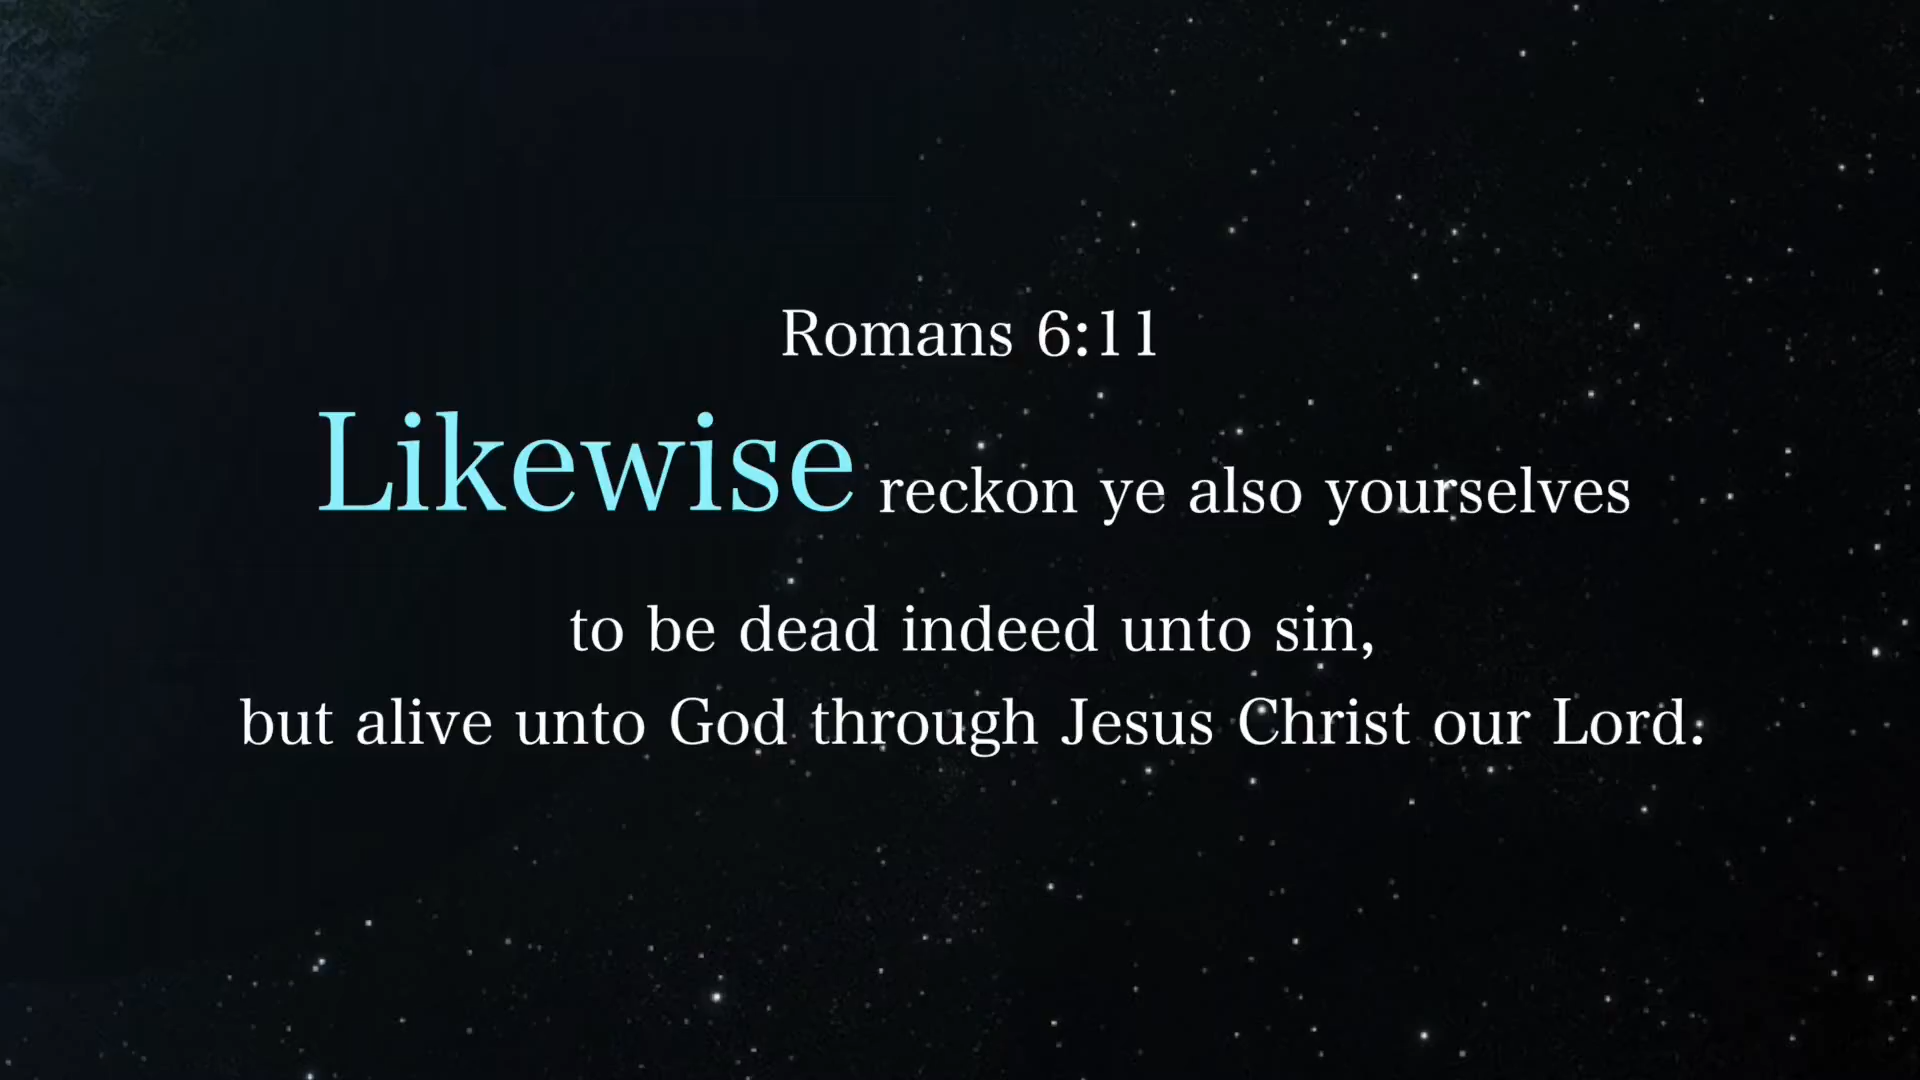 Romans 6:11
Likewise reckon ye also yourselves
to be dead indeed unto sin,
but alive unto God through Jesus Christ our Lord: